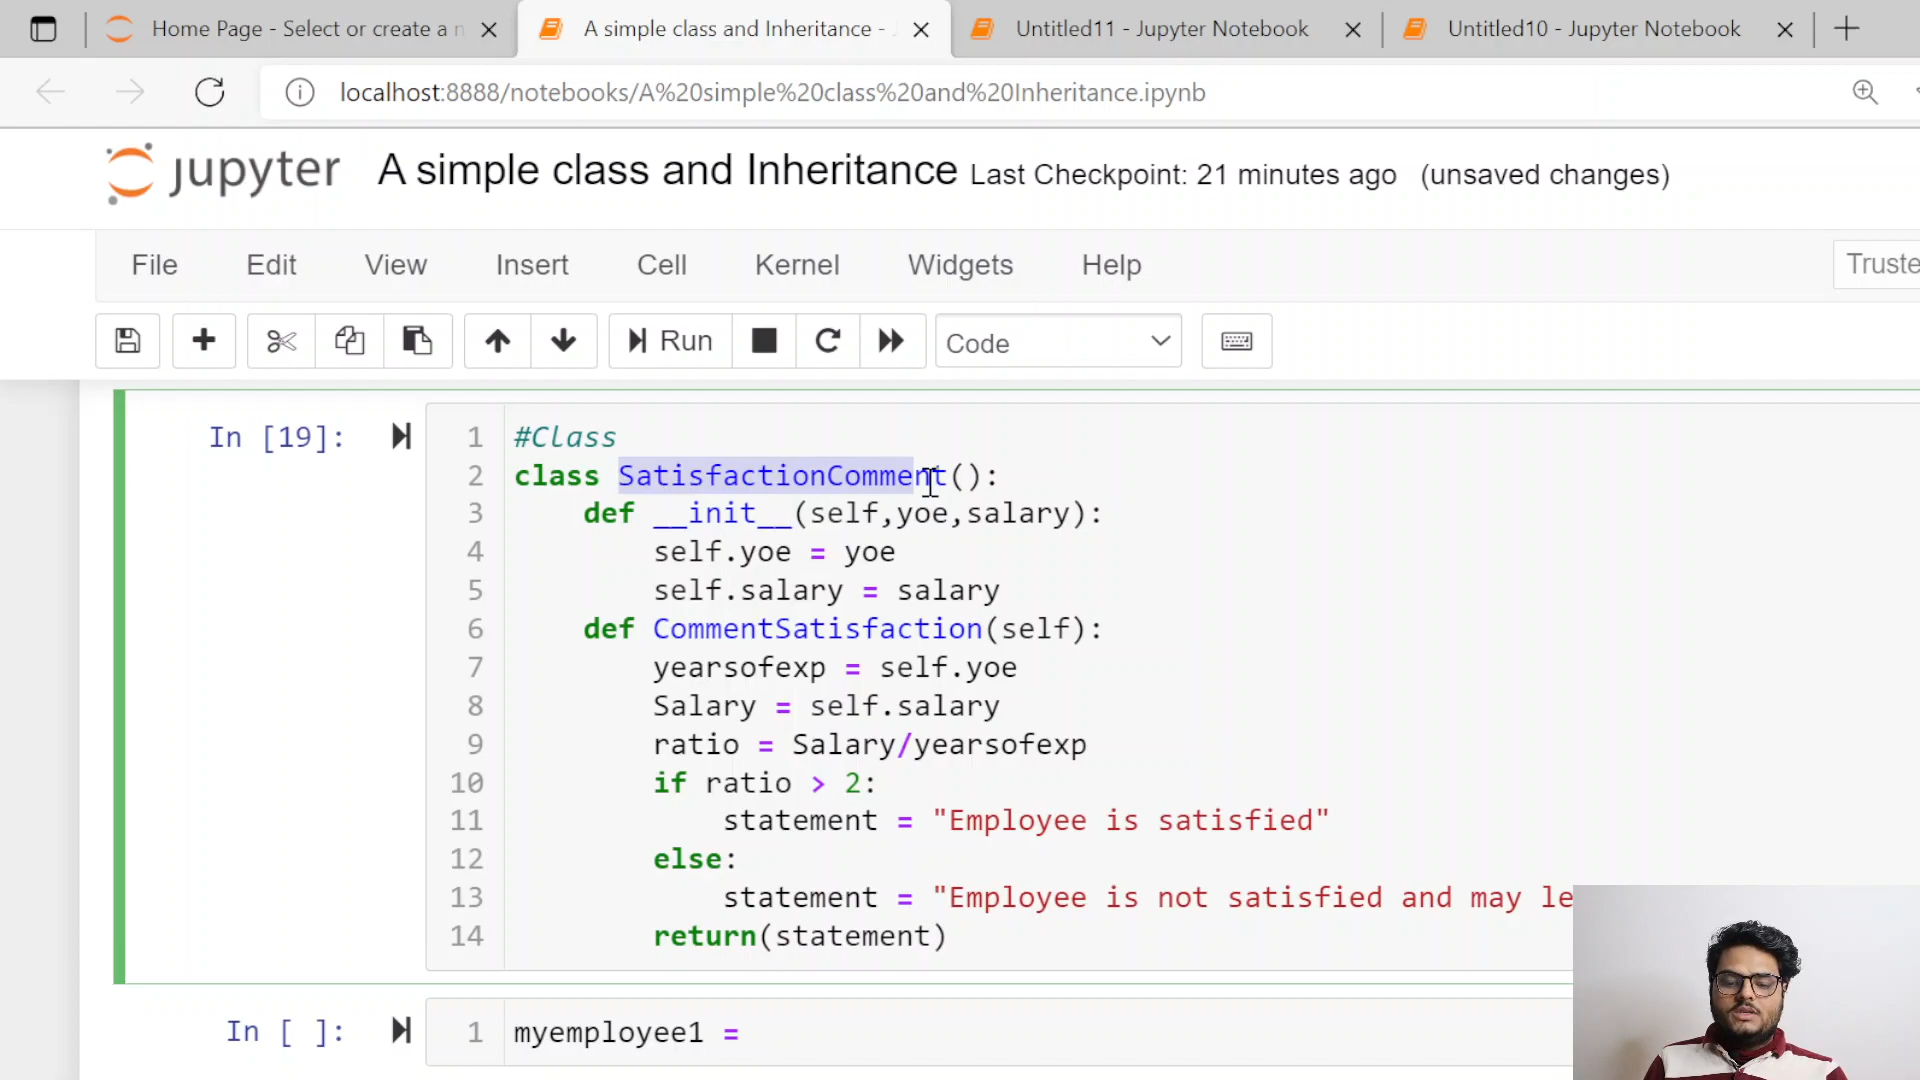 Home Page - Select or create a n
A simple class and Inheritance -
Untitled11 - Jupyter Notebook
Untitled10 - Jupyter Notebook
localhost:8888/notebooks/A%20simple%20class%20and%20Inheritance.ipynb
jupyter A simple class and Inheritance Last Checkpoint: 21 minutes ago (unsaved changes)
File Edit View Insert Cell Kernel Widgets Help Truste
Run Code
In [19]:
1 #Class
2 class SatisfactionComment():
3 def __init__(self,yoe,salary):
4 self.yoe = yoe
5 self.salary = salary
6 def CommentSatisfaction(self):
7 yearsofexp = self.yoe
8 Salary = self.salary
9 ratio = Salary/yearsofexp
10 if ratio > 2:
11 statement = "Employee is satisfied"
12 else:
13 statement = "Employee is not satisfied and may le
14 return(statement)
In [ ]: 1 myemployee1 =